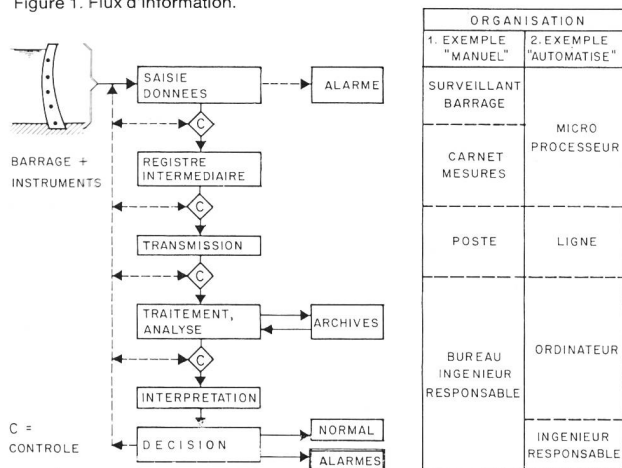 Figure 1. Flux d'information.
SAISIE
DONNEES
ALARME
C
BARRAGE +
INSTRUMENTS
REGISTRE
INTERMEDIAIRE
C
TRANSMISSION
C
TRAITEMENT,
ANALYSE
ARCHIVES
C
INTERPRETATION
C =
CONTROLE
DECISION
NORMAL
ALARMES
ORGANISATION
1. EXEMPLE
"MANUEL"
2. EXEMPLE
"AUTOMATISE"
SURVEILLANT
BARRAGE
CARNET
MESURES
MICRO
PROCESSEUR
POSTE
LIGNE
BUREAU
INGENIEUR
RESPONSABLE
ORDINATEUR
INGENIEUR
RESPONSABLE